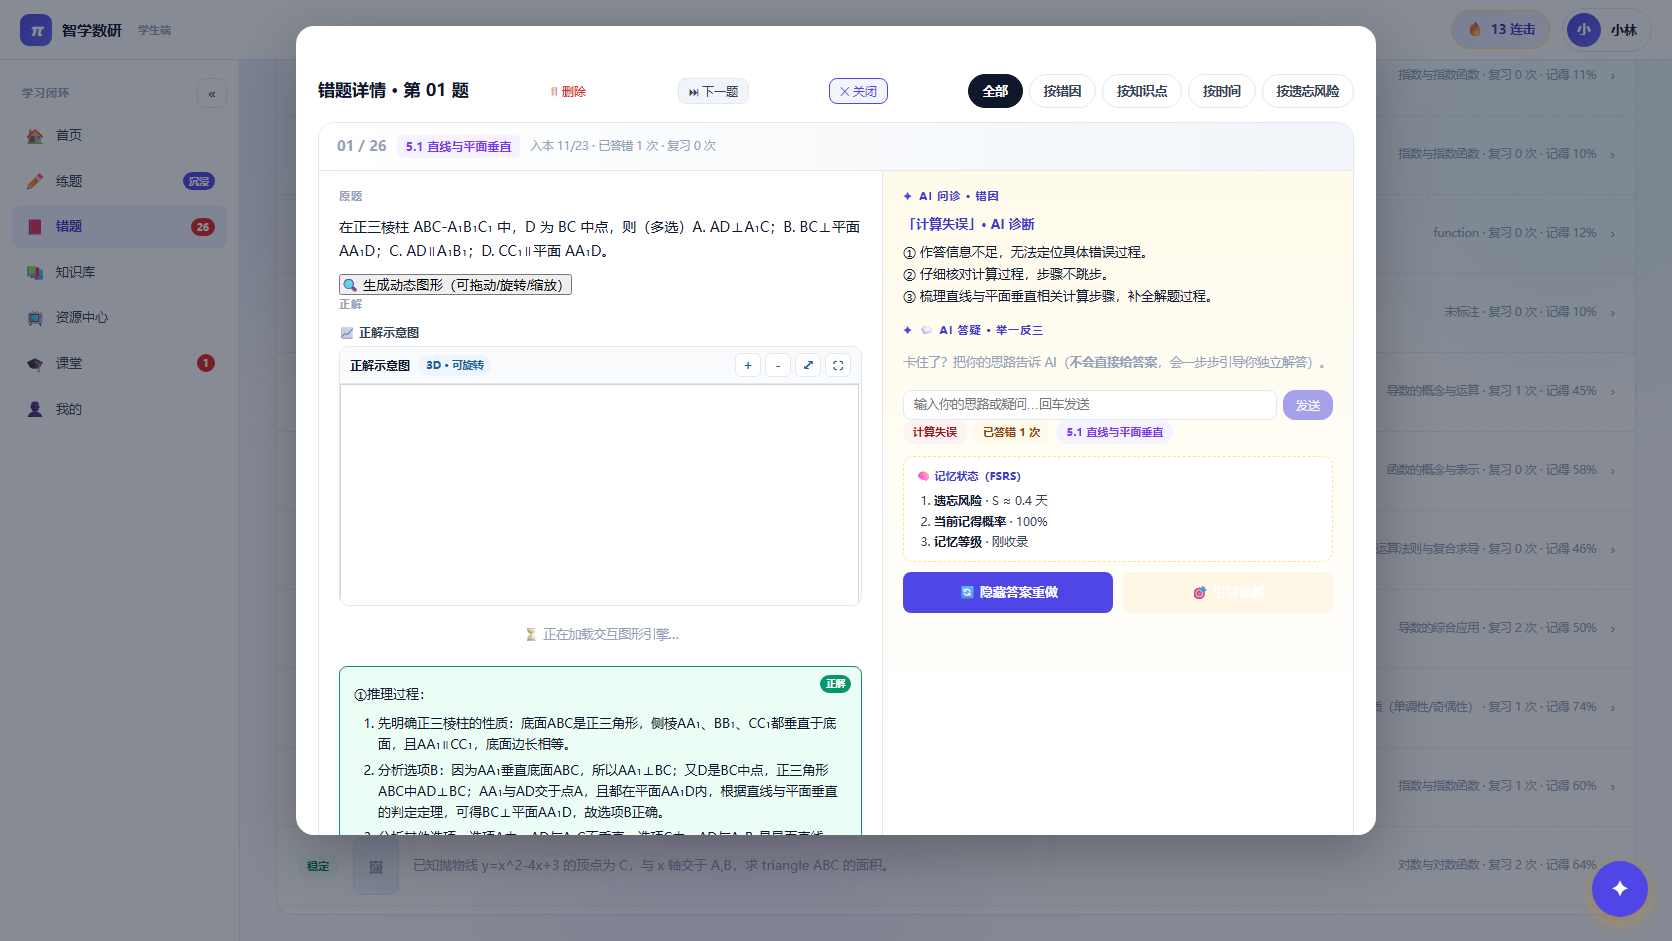 π 智学数研 学生端
🔥 13 连击
小 小林
学习闭环
«
首页
练题 沉浸
错题 26
知识库
资源中心
课堂 1
我的
错题详情 · 第 01 题
删除
⏭ 下一题
✕ 关闭
全部
按错因
按知识点
按时间
按遗忘风险
01 / 26 5.1 直线与平面垂直 入本 11/23 · 已答错 1 次 · 复习 0 次
原题
在正三棱柱 ABC-A₁B₁C₁ 中，D 为 BC 中点，则（多选）A. AD⊥A₁C；B. BC⊥平面
AA₁D；C. AD∥A₁B₁；D. CC₁∥平面 AA₁D。
🔍 生成动态图形（可拖动/旋转/缩放）
正解
正解示意图
正解示意图 3D · 可旋转
+
-
⏳ 正在加载交互图形引擎...
正解
①推理过程：
1. 先明确正三棱柱的性质：底面ABC是正三角形，侧棱AA₁、BB₁、CC₁都垂直于底
面，且AA₁∥CC₁，底面边长相等。
2. 分析选项B：因为AA₁垂直底面ABC，所以AA₁⊥BC；又D是BC中点，正三角形
ABC中AD⊥BC；AA₁与AD交于点A，且都在平面AA₁D内，根据直线与平面垂直
的判定定理，可得BC⊥平面AA₁D，故选项B正确。
✦ AI 问诊 · 错因
「计算失误」· AI 诊断
① 作答信息不足，无法定位具体错误过程。
② 仔细核对计算过程，步骤不跳步。
③ 梳理直线与平面垂直相关计算步骤，补全解题过程。
✦ 💬 AI 答疑 · 举一反三
卡住了？把你的思路告诉 AI（不会直接给答案，会一步步引导你独立解答）。
输入你的思路或疑问...回车发送
发送
计算失误 已答错 1 次 5.1 直线与平面垂直
🧠 记忆状态（FSRS）
1. 遗忘风险 · S ≈ 0.4 天
2. 当前记得概率 · 100%
3. 记忆等级 · 刚收录
🔄 隐藏答案重做
指数与指数函数 · 复习 0 次 · 记得 11% ›
指数与指数函数 · 复习 0 次 · 记得 10% ›
function · 复习 0 次 · 记得 12% ›
未标注 · 复习 0 次 · 记得 10% ›
导数的概念与运算 · 复习 1 次 · 记得 45% ›
函数的概念与表示 · 复习 0 次 · 记得 58% ›
运算法则与复合求导 · 复习 0 次 · 记得 46% ›
导数的综合应用 · 复习 2 次 · 记得 50% ›
（单调性/奇偶性） · 复习 1 次 · 记得 74% ›
指数与指数函数 · 复习 1 次 · 记得 60% ›
稳定 已知抛物线 y=x^2-4x+3 的顶点为 C，与 x 轴交于 A,B，求 triangle ABC 的面积。 对数与对数函数 · 复习 2 次 · 记得 64% ›